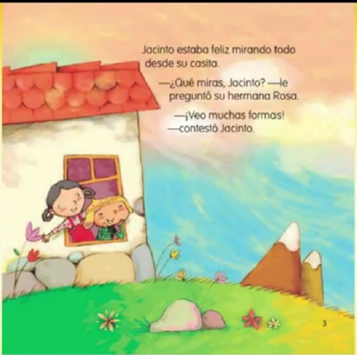 Jacinto estaba feliz mirando todo
desde su casita.
—¿Qué miras, Jacinto? —le
preguntó su hermana Rosa.
—¡Veo muchas formas!
—contestó Jacinto.
3